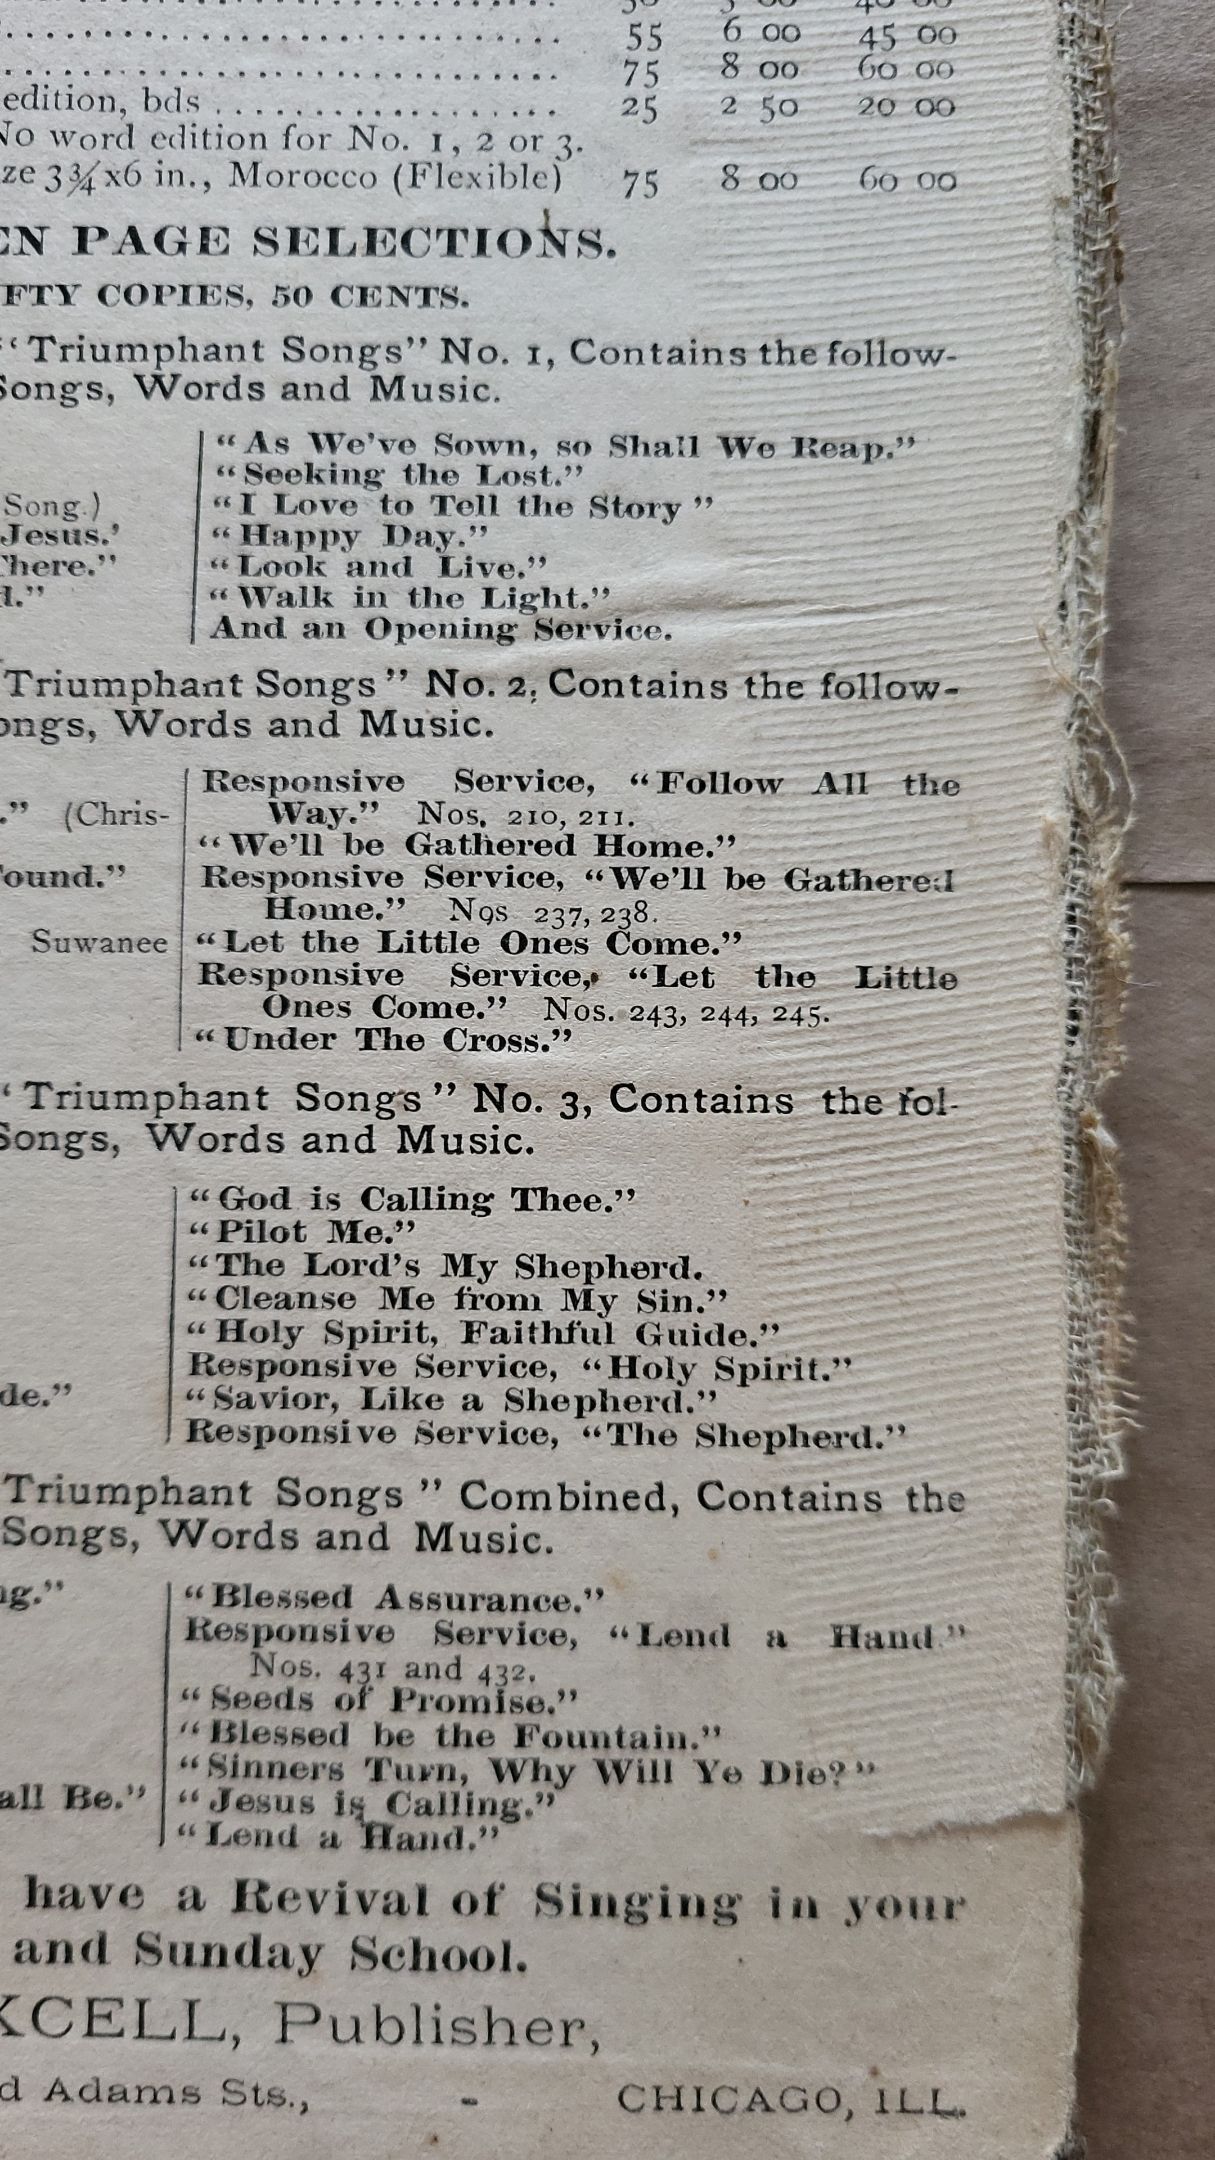 55 6 00 45 00
75 8 00 60 00
edition, bds 25 2 50 20 00
No word edition for No. 1, 2 or 3.
ze 3¾x6 in., Morocco (Flexible) 75 8 00 60 00
EN PAGE SELECTIONS.
FTY COPIES, 50 CENTS.
"Triumphant Songs" No. 1, Contains the follow-
Songs, Words and Music.
"As We've Sown, so Shall We Reap."
"Seeking the Lost."
Song.) "I Love to Tell the Story"
Jesus.' "Happy Day."
There." "Look and Live."
d." "Walk in the Light."
And an Opening Service.
Triumphant Songs" No. 2, Contains the follow-
ongs, Words and Music.
Responsive Service, "Follow All the
." (Chris- Way." Nos. 210, 211.
"We'll be Gathered Home."
ound." Responsive Service, "We'll be Gathered
Home." Nos 237, 238.
Suwanee "Let the Little Ones Come."
Responsive Service, "Let the Little
Ones Come." Nos. 243, 244, 245.
"Under The Cross."
"Triumphant Songs" No. 3, Contains the fol-
Songs, Words and Music.
"God is Calling Thee."
"Pilot Me."
"The Lord's My Shepherd.
"Cleanse Me from My Sin."
"Holy Spirit, Faithful Guide."
Responsive Service, "Holy Spirit."
de." "Savior, Like a Shepherd."
Responsive Service, "The Shepherd."
Triumphant Songs" Combined, Contains the
Songs, Words and Music.
ng." "Blessed Assurance."
Responsive Service, "Lend a Hand."
Nos. 431 and 432.
"Seeds of Promise."
"Blessed be the Fountain."
"Sinners Turn, Why Will Ye Die?"
"Jesus is Calling."
all Be." "Lend a Hand."
have a Revival of Singing in your
and Sunday School.
XCELL, Publisher,
d Adams Sts., - CHICAGO, ILL.